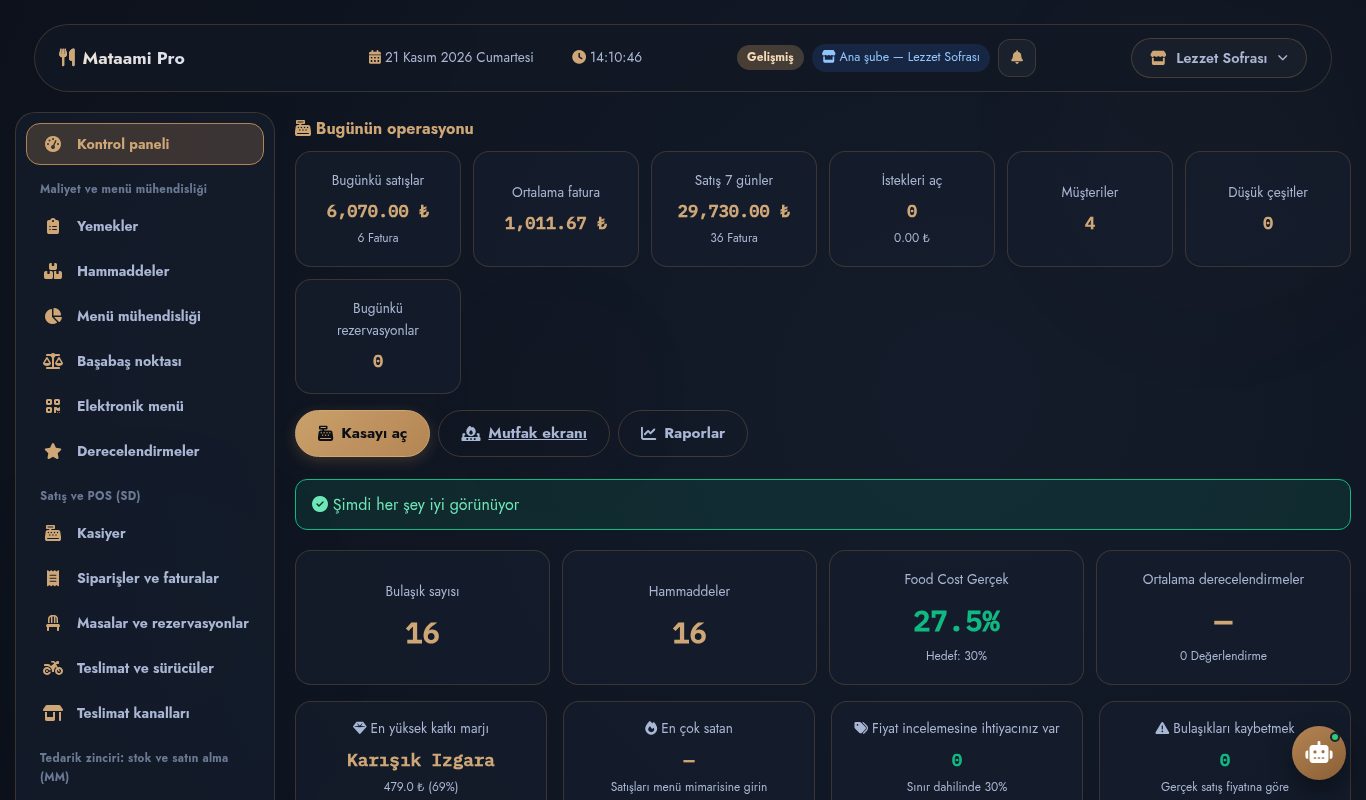 Mataami Pro
21 Kasım 2026 Cumartesi
14:10:46
Gelişmiş
Ana şube — Lezzet Sofrası
Lezzet Sofrası
Kontrol paneli
Maliyet ve menü mühendisliği
Yemekler
Hammaddeler
Menü mühendisliği
Başabaş noktası
Elektronik menü
Derecelendirmeler
Satış ve POS (SD)
Kasiyer
Siparişler ve faturalar
Masalar ve rezervasyonlar
Teslimat ve sürücüler
Teslimat kanalları
Tedarik zinciri: stok ve satın alma
(MM)
Bugünün operasyonu
Bugünkü satışlar
6,070.00 ₺
6 Fatura
Ortalama fatura
1,011.67 ₺
Satış 7 günler
29,730.00 ₺
36 Fatura
İstekleri aç
0
0.00 ₺
Müşteriler
4
Düşük çeşitler
0
Bugünkü
rezervasyonlar
0
Kasayı aç
Mutfak ekranı
Raporlar
Şimdi her şey iyi görünüyor
Bulaşık sayısı
16
Hammaddeler
16
Food Cost Gerçek
27.5%
Hedef: 30%
Ortalama derecelendirmeler
—
0 Değerlendirme
En yüksek katkı marjı
Karışık Izgara
479.0 ₺ (69%)
En çok satan
—
Satışları menü mimarisine girin
Fiyat incelemesine ihtiyacınız var
0
Sınır dahilinde 30%
Bulaşıkları kaybetmek
0
Gerçek satış fiyatına göre